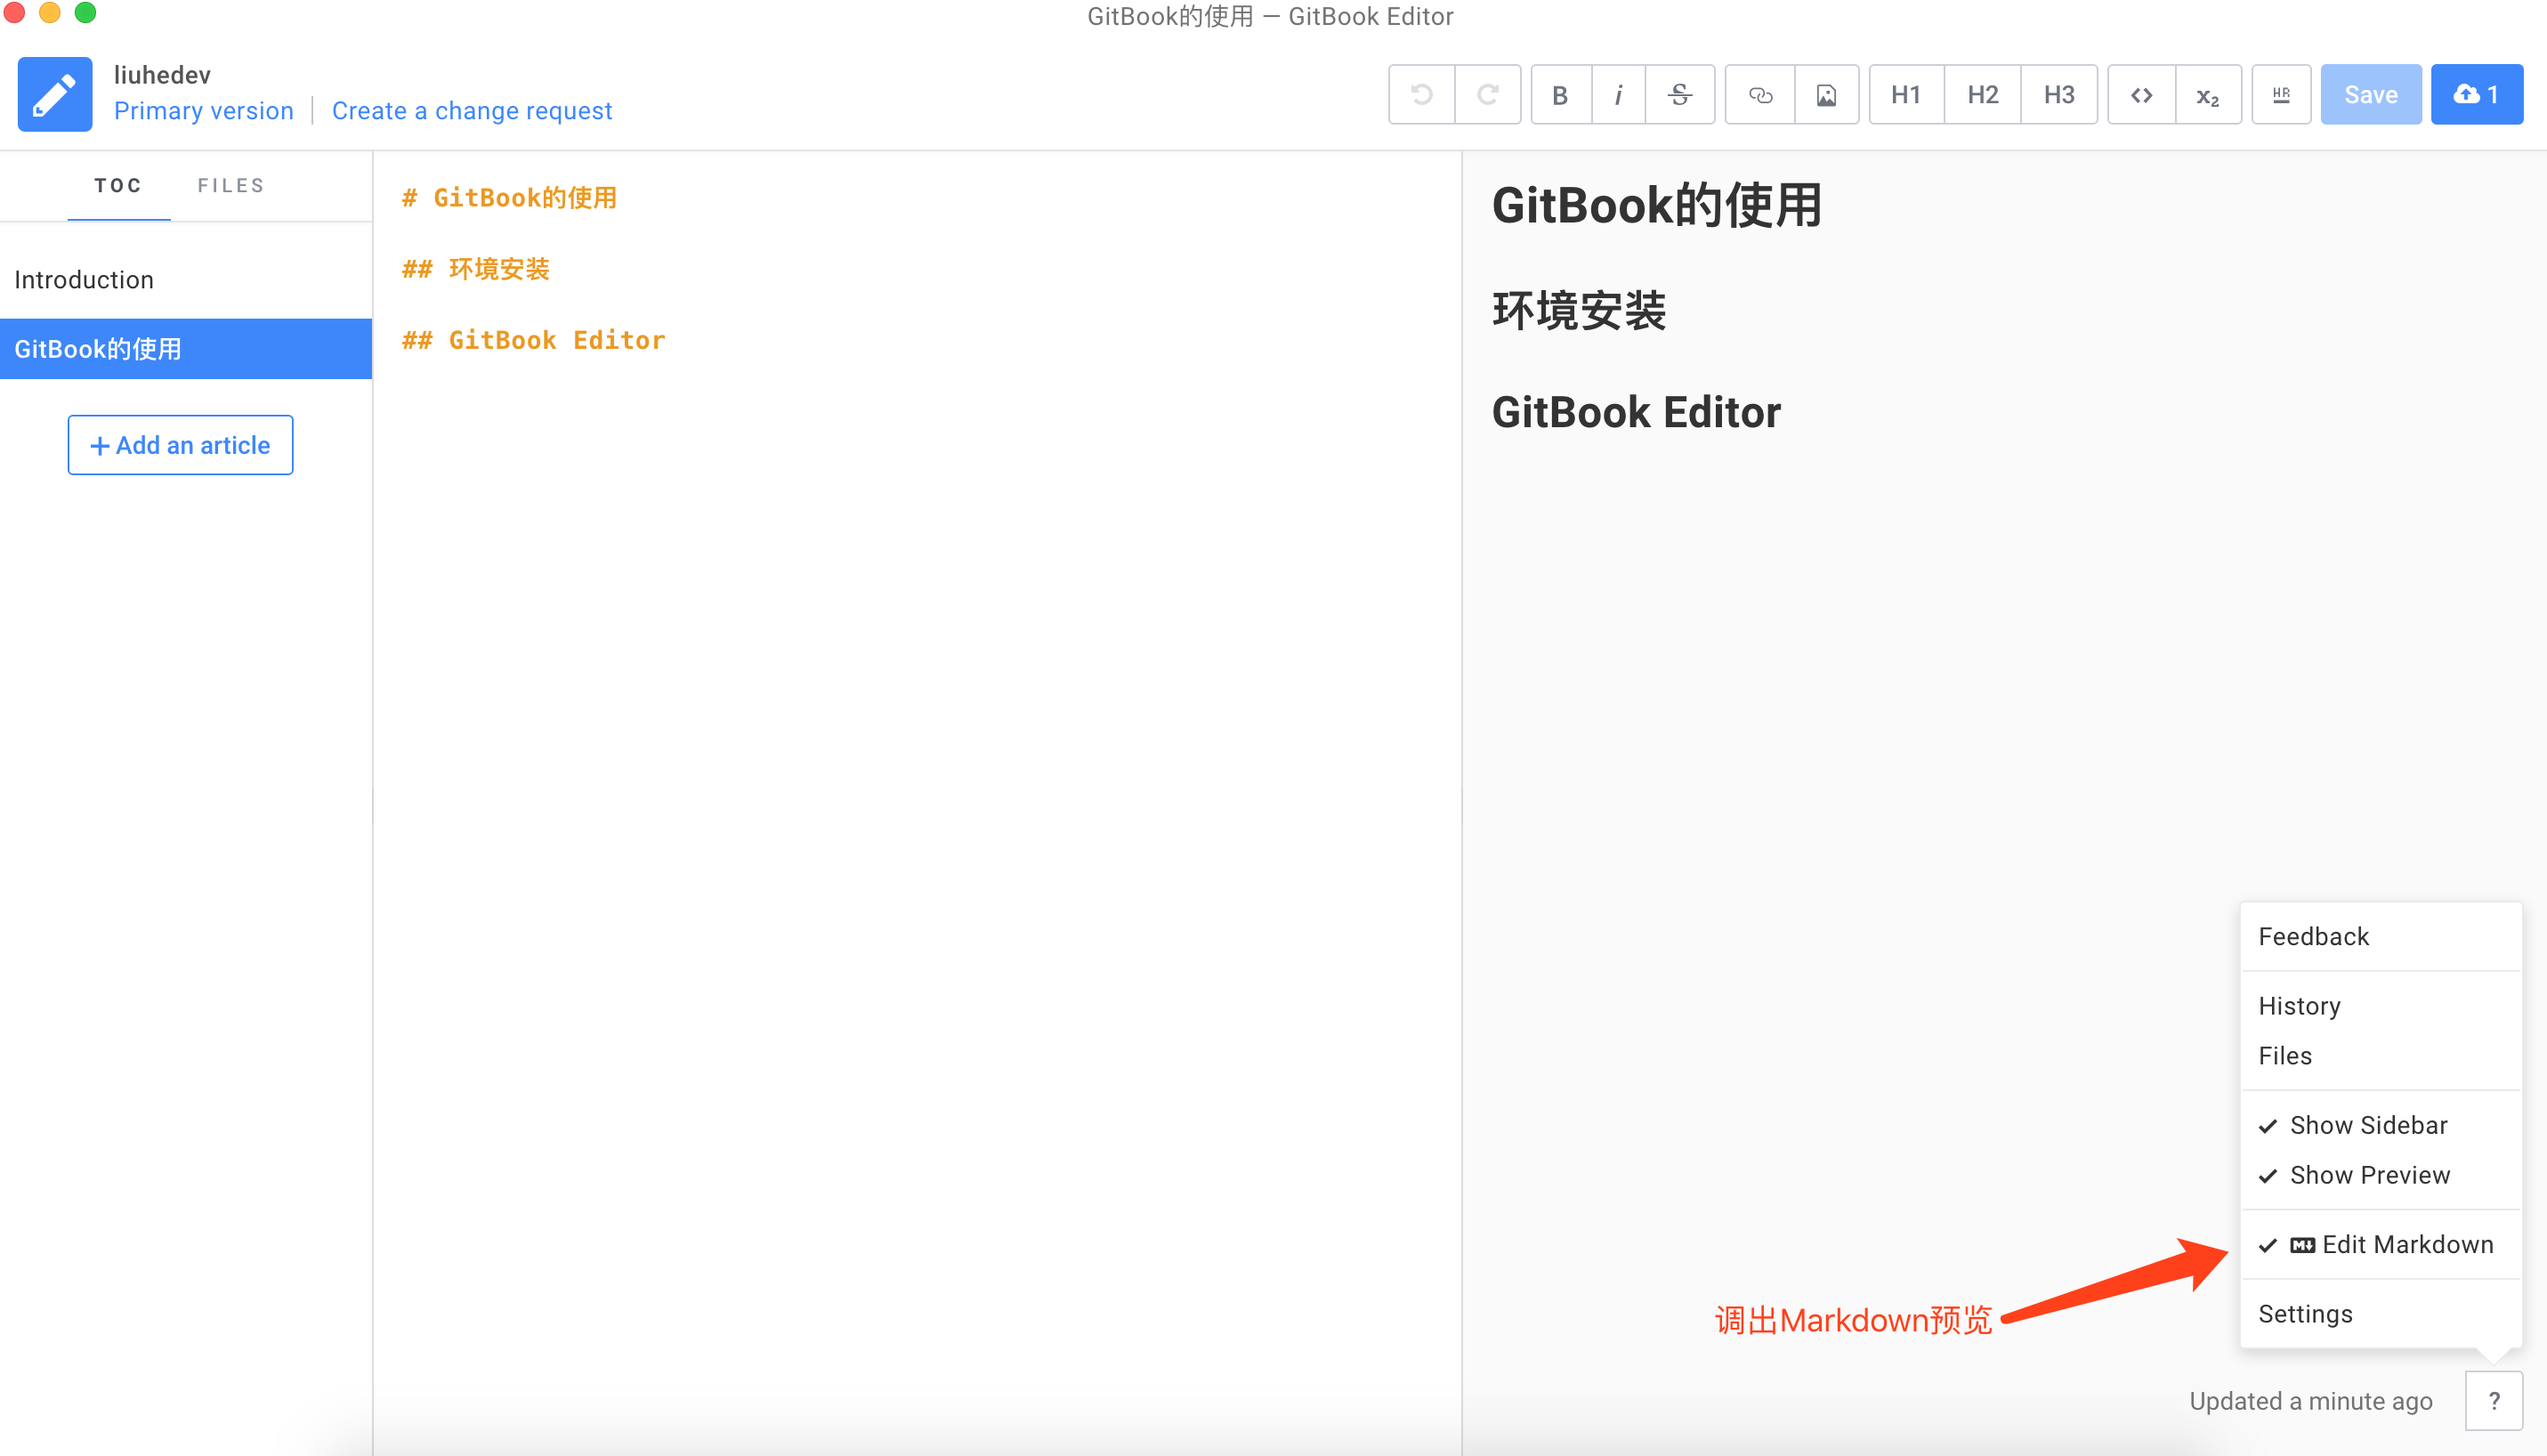 GitBook的使用 — GitBook Editor
liuhedev
Primary version
Create a change request
B i S H1 H2 H3 <> x₂ HR Save 1
TOC
FILES
Introduction
GitBook的使用
+ Add an article
# GitBook的使用
## 环境安装
## GitBook Editor
GitBook的使用
环境安装
GitBook Editor
Feedback
History
Files
Show Sidebar
Show Preview
M Edit Markdown
Settings
调出Markdown预览
Updated a minute ago
?